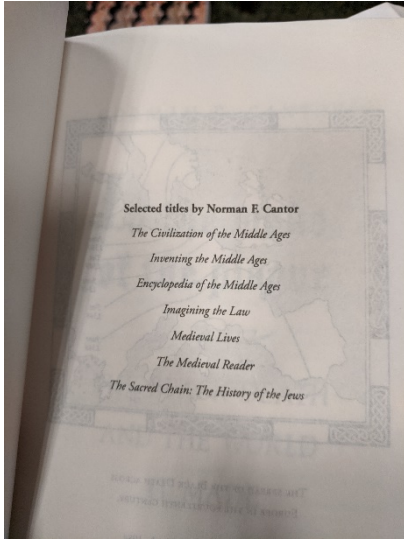 Selected titles by Norman F. Cantor
The Civilization of the Middle Ages
Inventing the Middle Ages
Encyclopedia of the Middle Ages
Imagining the Law
Medieval Lives
The Medieval Reader
The Sacred Chain: The History of the Jews